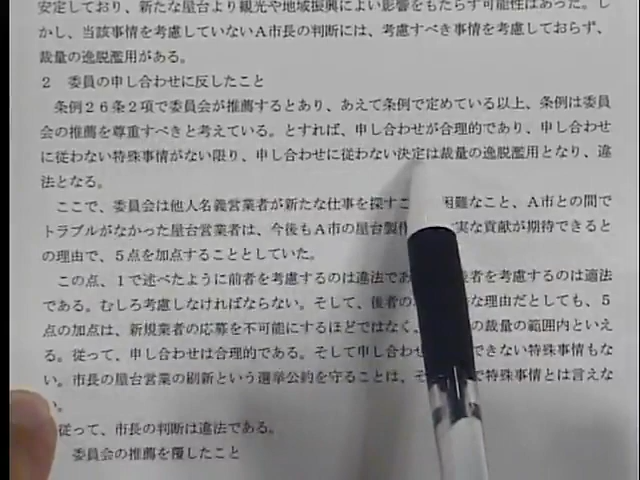 安定しており、新たな屋台より観光や地域振興によい影響をもたらす可能性はあった。し
かし、当該事情を考慮していないA市長の判断には、考慮すべき事情を考慮しておらず、
裁量の逸脱濫用がある。
2 委員の申し合わせに反したこと
条例26条2項で委員会が推薦するとあり、あえて条例で定めている以上、条例は委員
会の推薦を尊重すべきと考えている。とすれば、申し合わせが合理的であり、申し合わせ
に従わない特殊事情がない限り、申し合わせに従わない決定は裁量の逸脱濫用となり、違
法となる。
ここで、委員会は他人名義営業者が新たな仕事を探すこ 困難なこと、A市との間で
トラブルがなかった屋台営業者は、今後もA市の屋台 実な貢献が期待できると
の理由で、5点を加点することとしていた。
この点、1で述べたように前者を考慮するのは違法であ 者を考慮するのは適法
である。むしろ考慮しなければならない。そして、後者の な理由だとしても、5
点の加点は、新規業者の応募を不可能にするほどではなく、 の裁量の範囲内といえ
る。従って、申し合わせは合理的である。そして申し合わせ できない特殊事情もな
い。市長の屋台営業の刷新という選挙公約を守ることは、そ で特殊事情とは言えな
い。
従って、市長の判断は違法である。
委員会の推薦を覆したこと